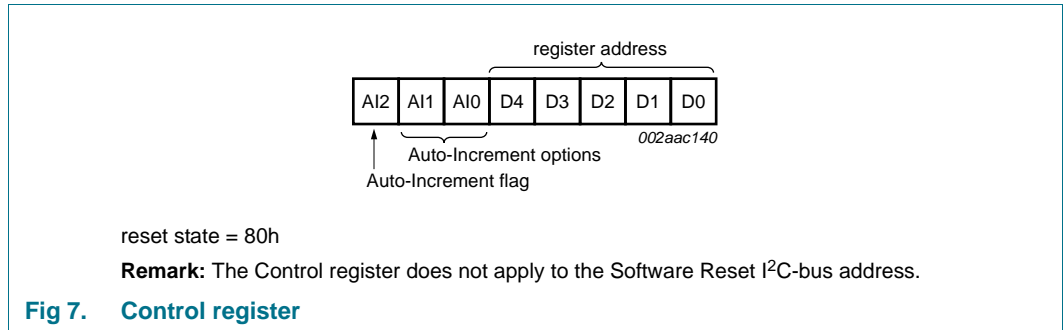 register address
AI2 AI1 AI0 D4 D3 D2 D1 D0
002aac140
Auto-Increment options
Auto-Increment flag
reset state = 80h
Remark: The Control register does not apply to the Software Reset I²C-bus address.
Fig 7. Control register